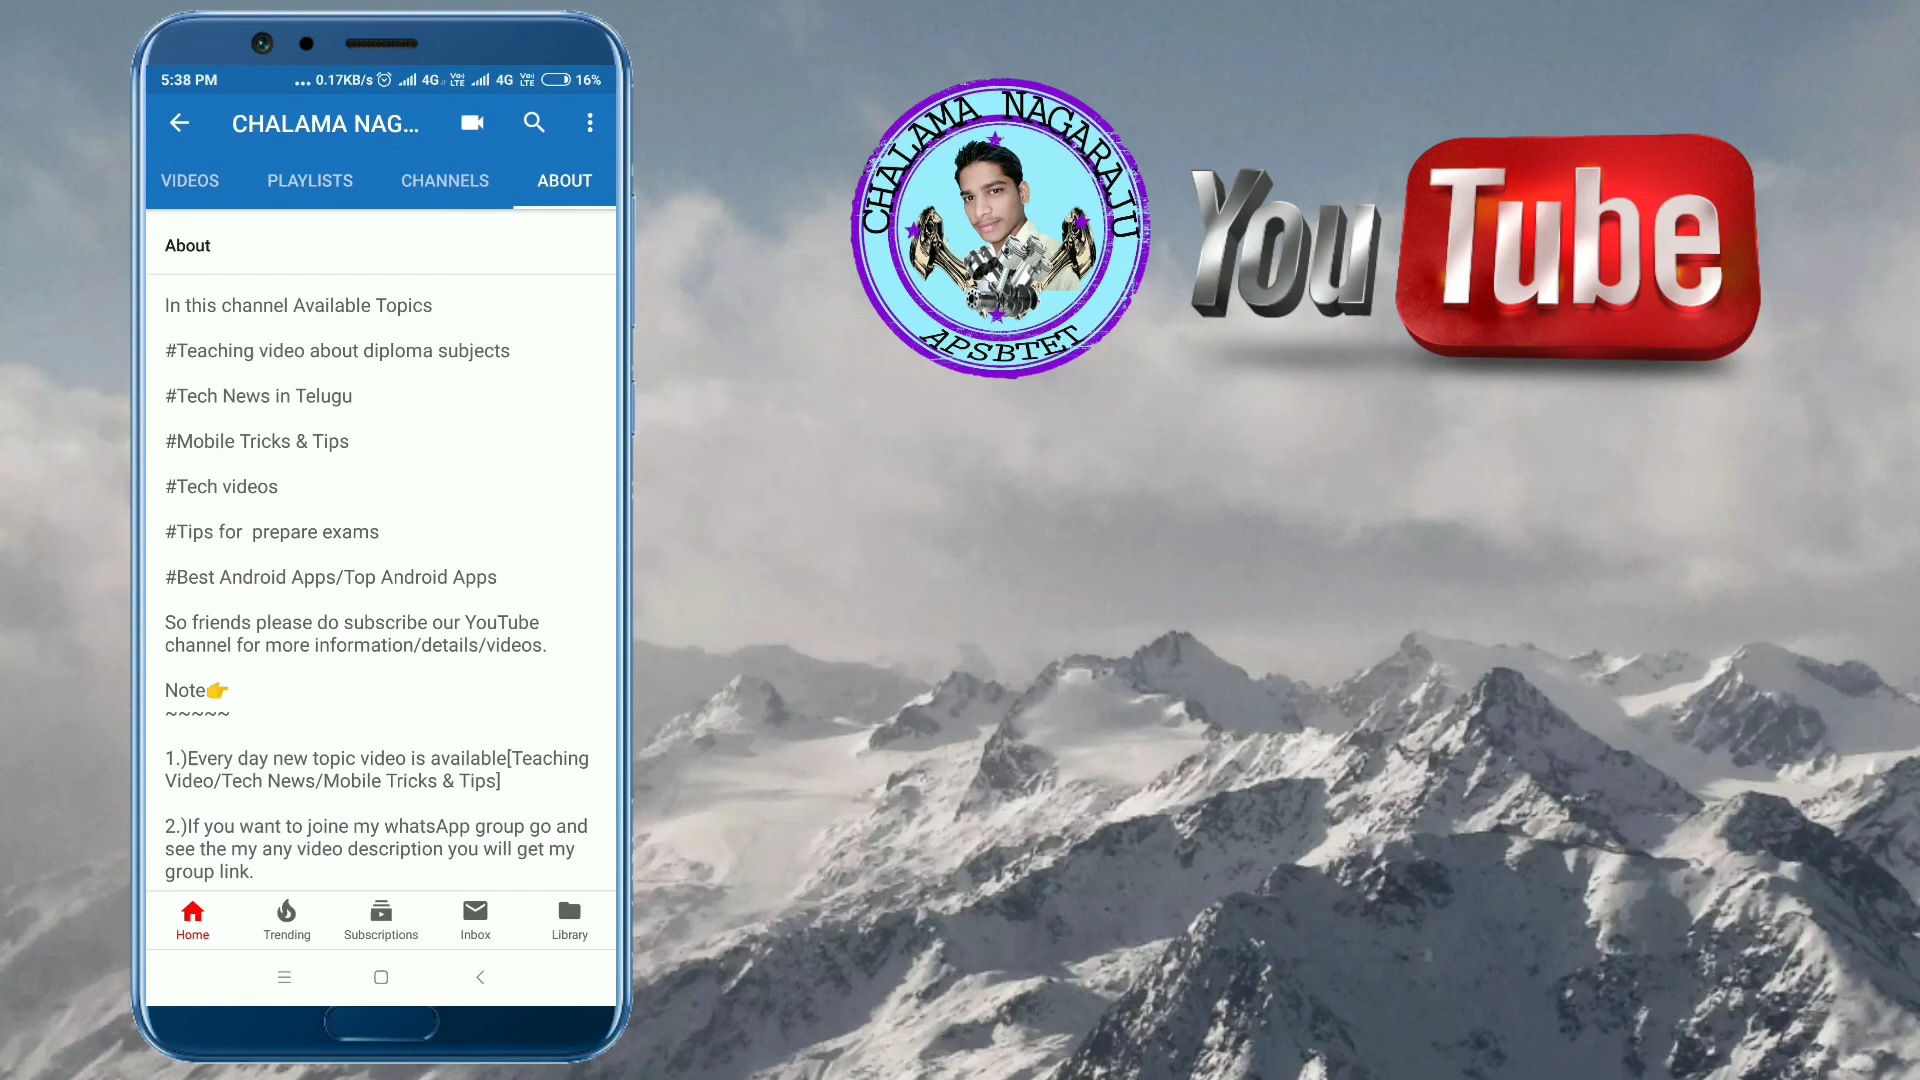 5:38 PM
... 0.17KB/s 4G VoLTE 4G VoLTE 16%
CHALAMA NAG...
VIDEOS PLAYLISTS CHANNELS ABOUT
About
In this channel Available Topics
#Teaching video about diploma subjects
#Tech News in Telugu
#Mobile Tricks & Tips
#Tech videos
#Tips for  prepare exams
#Best Android Apps/Top Android Apps
So friends please do subscribe our YouTube
channel for more information/details/videos.
Note👉
~~~~~
1.)Every day new topic video is available[Teaching
Video/Tech News/Mobile Tricks & Tips]
2.)If you want to joine my whatsApp group go and
see the my any video description you will get my
group link.
Home Trending Subscriptions Inbox Library
CHALAMA NAGARAJU
APSBTET
YouTube